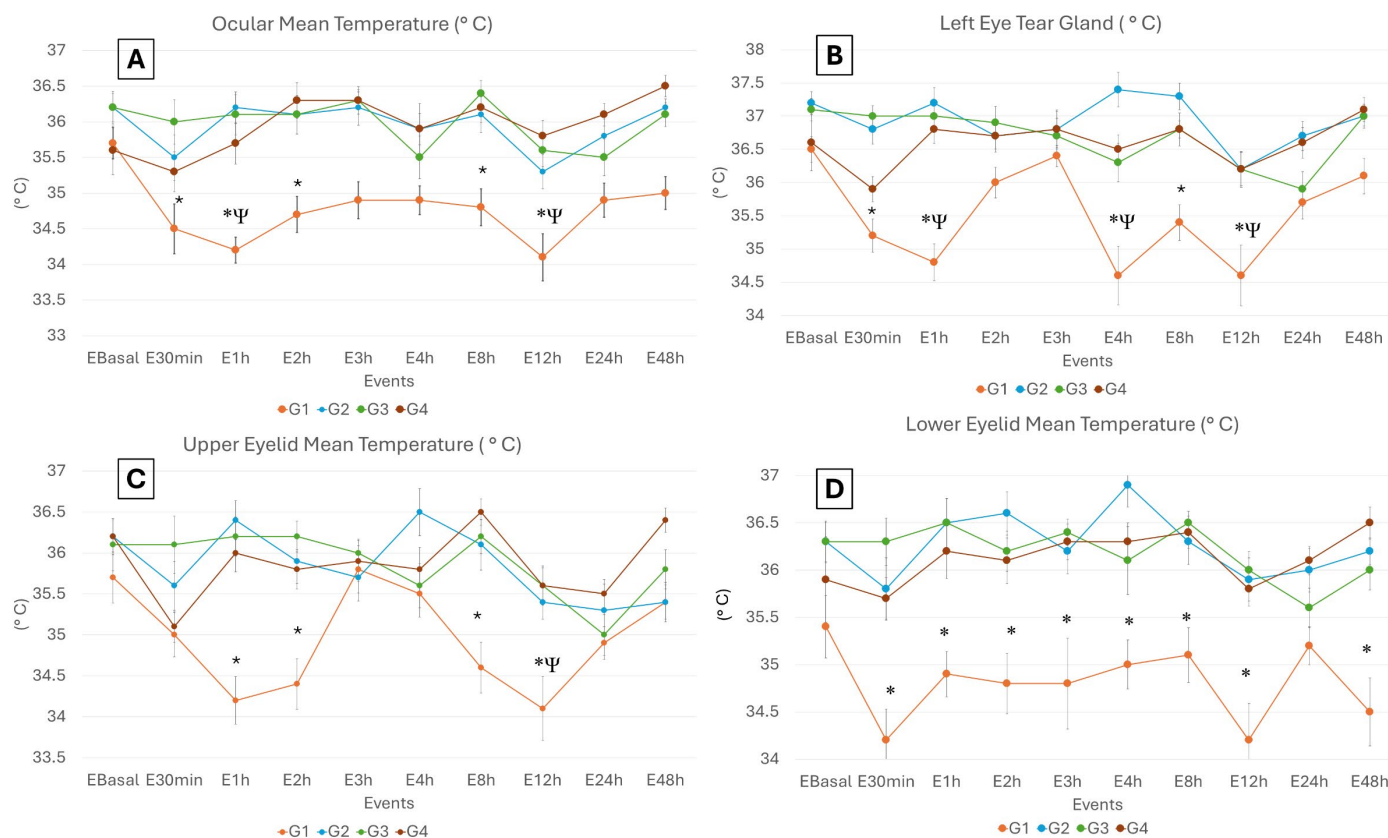 Ocular Mean Temperature (° C)
A
37
36.5
36
35.5
35
34.5
34
33.5
33
(° C)
*
*Ψ
*
*
*Ψ
EBasal E30min E1h E2h E3h E4h E8h E12h E24h E48h
Events
G1 G2 G3 G4
Left Eye Tear Gland ( ° C)
B
38
37.5
37
36.5
36
35.5
35
34.5
34
(° C)
*
*Ψ
*Ψ
*
*Ψ
EBasal E30min E1h E2h E3h E4h E8h E12h E24h E48h
Events
G1 G2 G3 G4
Upper Eyelid Mean Temperature ( ° C)
C
37
36.5
36
35.5
35
34.5
34
33.5
(° C)
*
*
*
*Ψ
EBasal E30min E1h E2h E3h E4h E8h E12h E24h E48h
Events
G1 G2 G3 G4
Lower Eyelid Mean Temperature (° C)
D
37
36.5
36
35.5
35
34.5
34
(° C)
*
*
*
*
*
*
*
*
EBasal E30min E1h E2h E3h E4h E8h E12h E24h E48h
Events
G1 G2 G3 G4